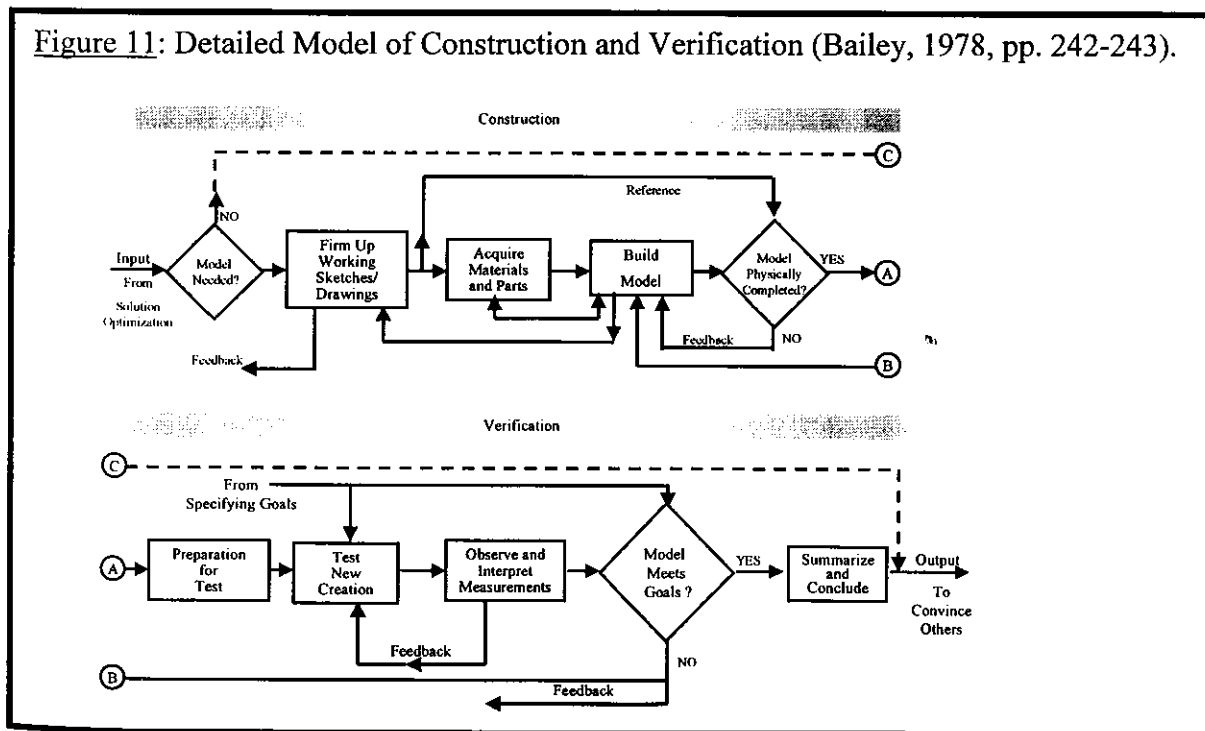 Figure 11: Detailed Model of Construction and Verification (Bailey, 1978, pp. 242-243).
Construction
C
Reference
NO
Input
From
Solution
Optimization
Model
Needed?
Firm Up
Working
Sketches/
Drawings
Acquire
Materials
and Parts
Build
Model
Model
Physically
Completed?
YES
A
NO
Feedback
Feedback
B
Verification
C
From
Specifying Goals
A
Preparation
for
Test
Test
New
Creation
Observe and
Interpret
Measurements
Model
Meets
Goals ?
YES
Summarize
and
Conclude
Output
To
Convince
Others
Feedback
NO
B
Feedback